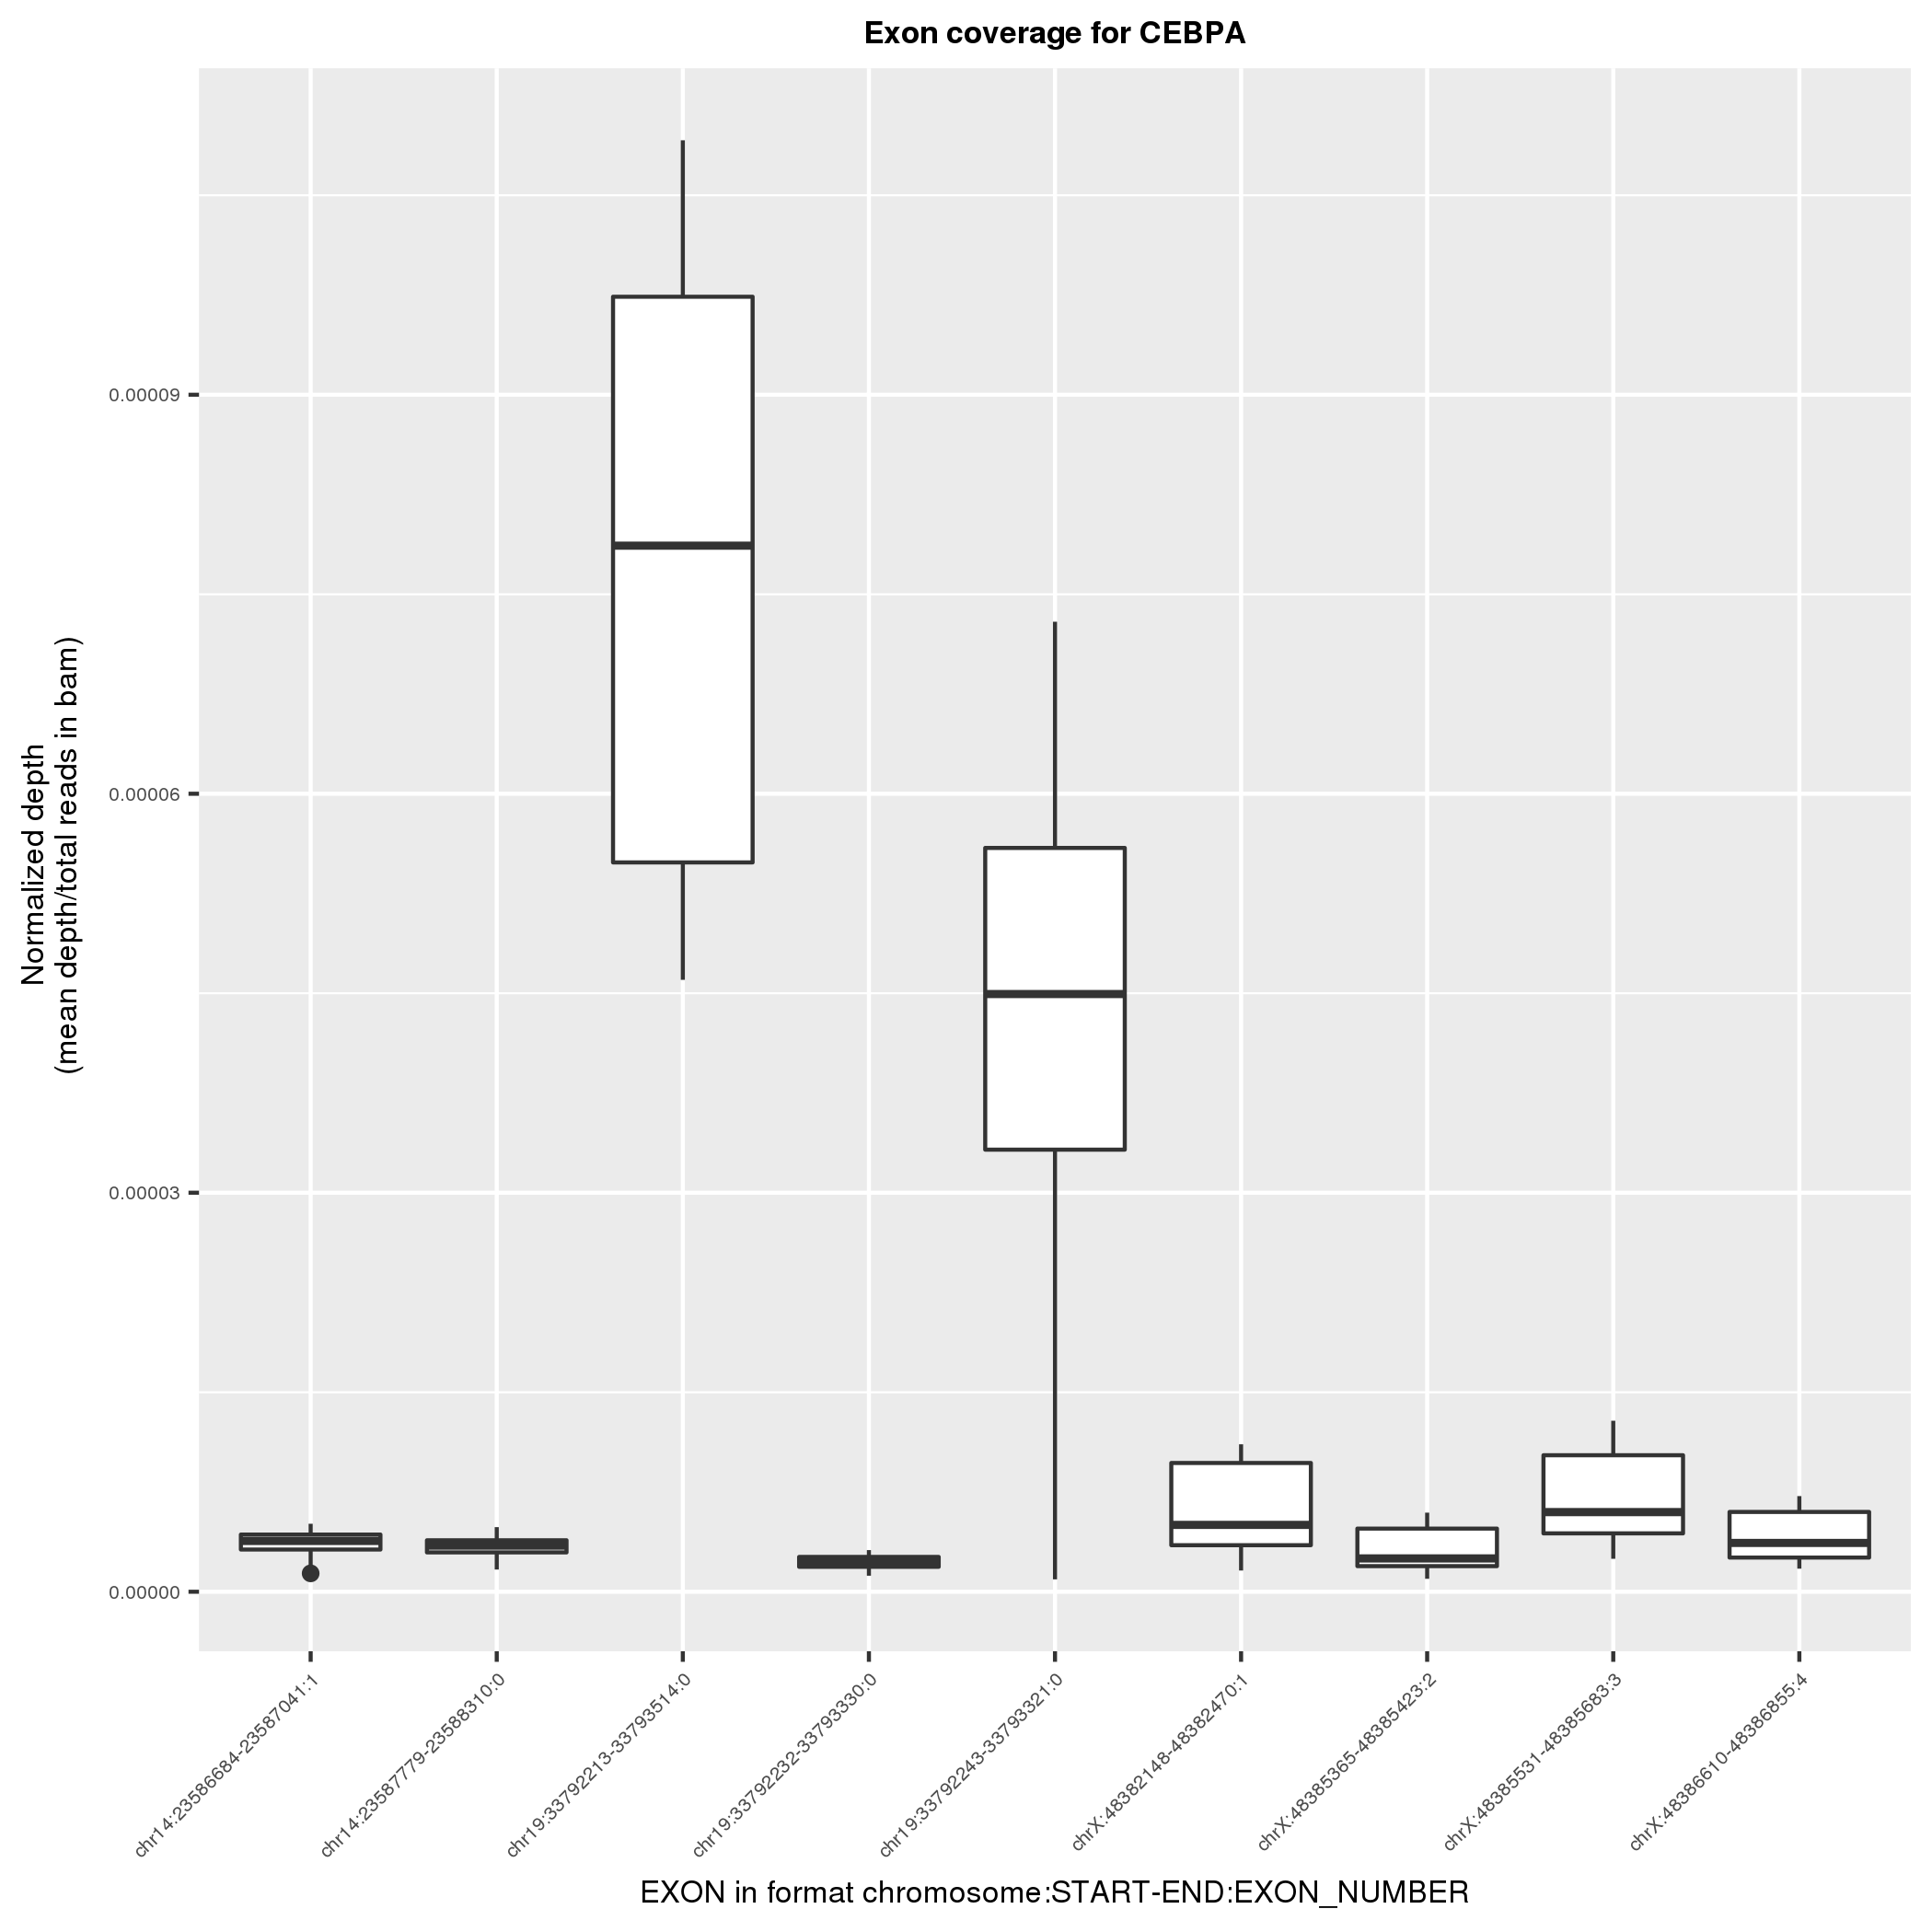 Exon coverage for CEBPA
Normalized depth
(mean depth/total reads in bam)
0.00009
0.00006
0.00003
0.00000
chr14:23586684-23587041:1
chr14:23587779-23588310:0
chr19:33792213-33793514:0
chr19:33792232-33793330:0
chr19:33792243-33793321:0
chrX:48382148-48382470:1
chrX:48385365-48385423:2
chrX:48385531-48385683:3
chrX:48386610-48386855:4
EXON in format chromosome:START-END:EXON_NUMBER